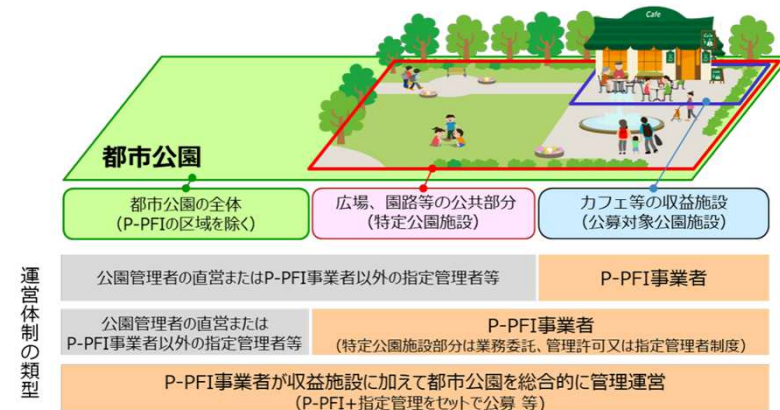 Cafe
都市公園
都市公園の全体
(P-PFIの区域を除く)
広場、園路等の公共部分
(特定公園施設)
カフェ等の収益施設
(公募対象公園施設)
運営体制の類型
公園管理者の直営またはP-PFI事業者以外の指定管理者等
P-PFI事業者
公園管理者の直営または
P-PFI事業者以外の指定管理者等
P-PFI事業者
(特定公園施設部分は業務委託、管理許可又は指定管理者制度)
P-PFI事業者が収益施設に加えて都市公園を総合的に管理運営
(P-PFI+指定管理をセットで公募 等)